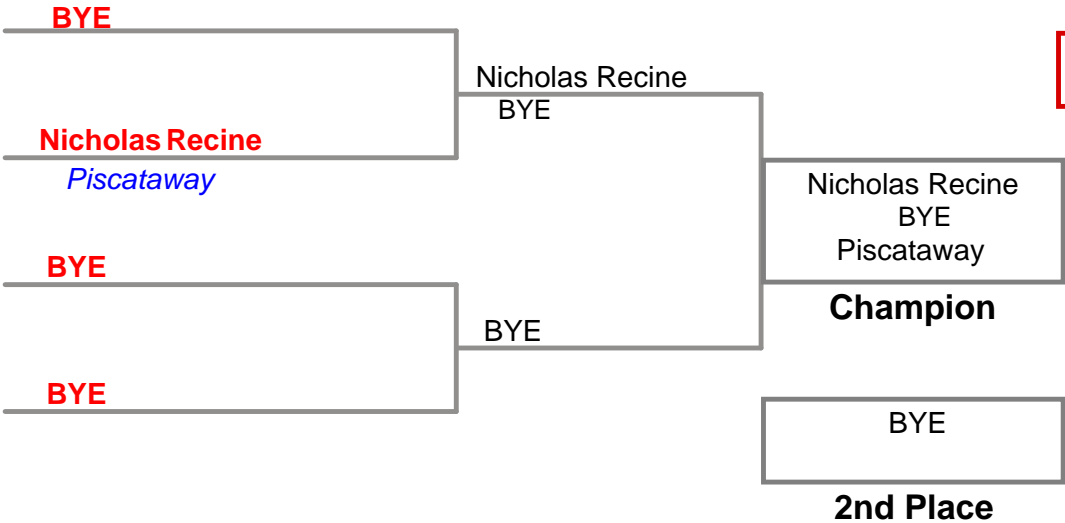 BYE
Nicholas Recine
BYE
Nicholas Recine
Piscataway
Nicholas Recine
BYE
Piscataway
Champion
BYE
BYE
BYE
BYE
2nd Place